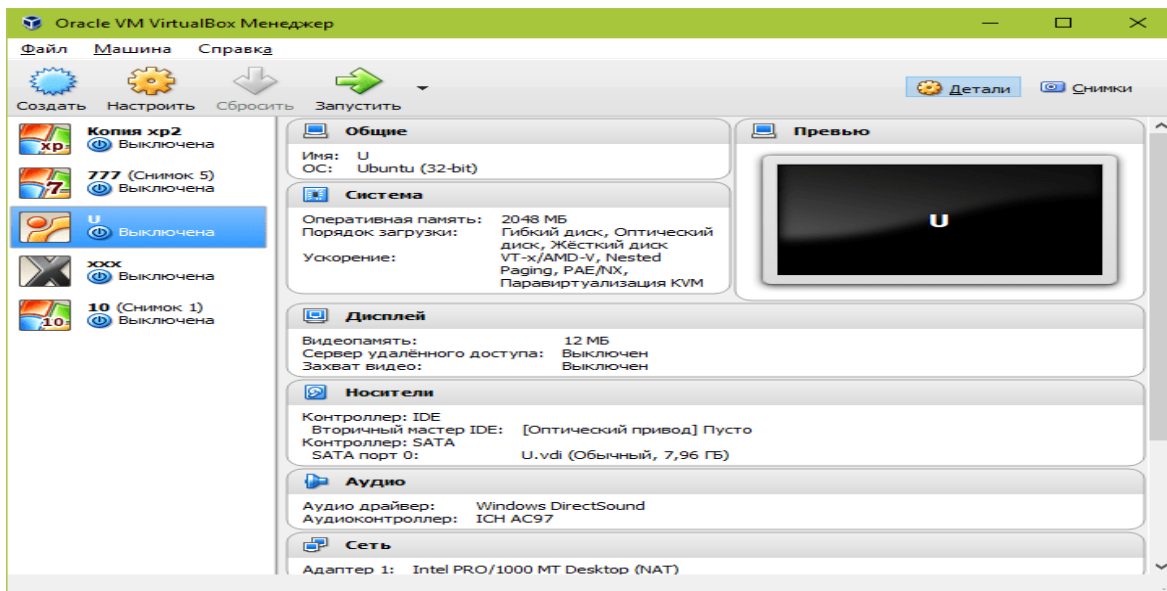 Oracle VM VirtualBox Менеджер
Файл Машина Справка
Создать Настроить Сбросить Запустить
Детали Снимки
Копия xp2
Выключена
xp
777 (Снимок 5)
Выключена
7
U
Выключена
xxx
Выключена
10 (Снимок 1)
Выключена
10
Общие
Имя: U
ОС: Ubuntu (32-bit)
Система
Оперативная память: 2048 МБ
Порядок загрузки: Гибкий диск, Оптический
диск, Жёсткий диск
Ускорение: VT-x/AMD-V, Nested
Paging, PAE/NX,
Паравиртуализация KVM
Превью
U
Дисплей
Видеопамять: 12 МБ
Сервер удалённого доступа: Выключен
Захват видео: Выключен
Носители
Контроллер: IDE
Вторичный мастер IDE: [Оптический привод] Пусто
Контроллер: SATA
SATA порт 0: U.vdi (Обычный, 7,96 ГБ)
Аудио
Аудио драйвер: Windows DirectSound
Аудиоконтроллер: ICH AC97
Сеть
Адаптер 1: Intel PRO/1000 MT Desktop (NAT)